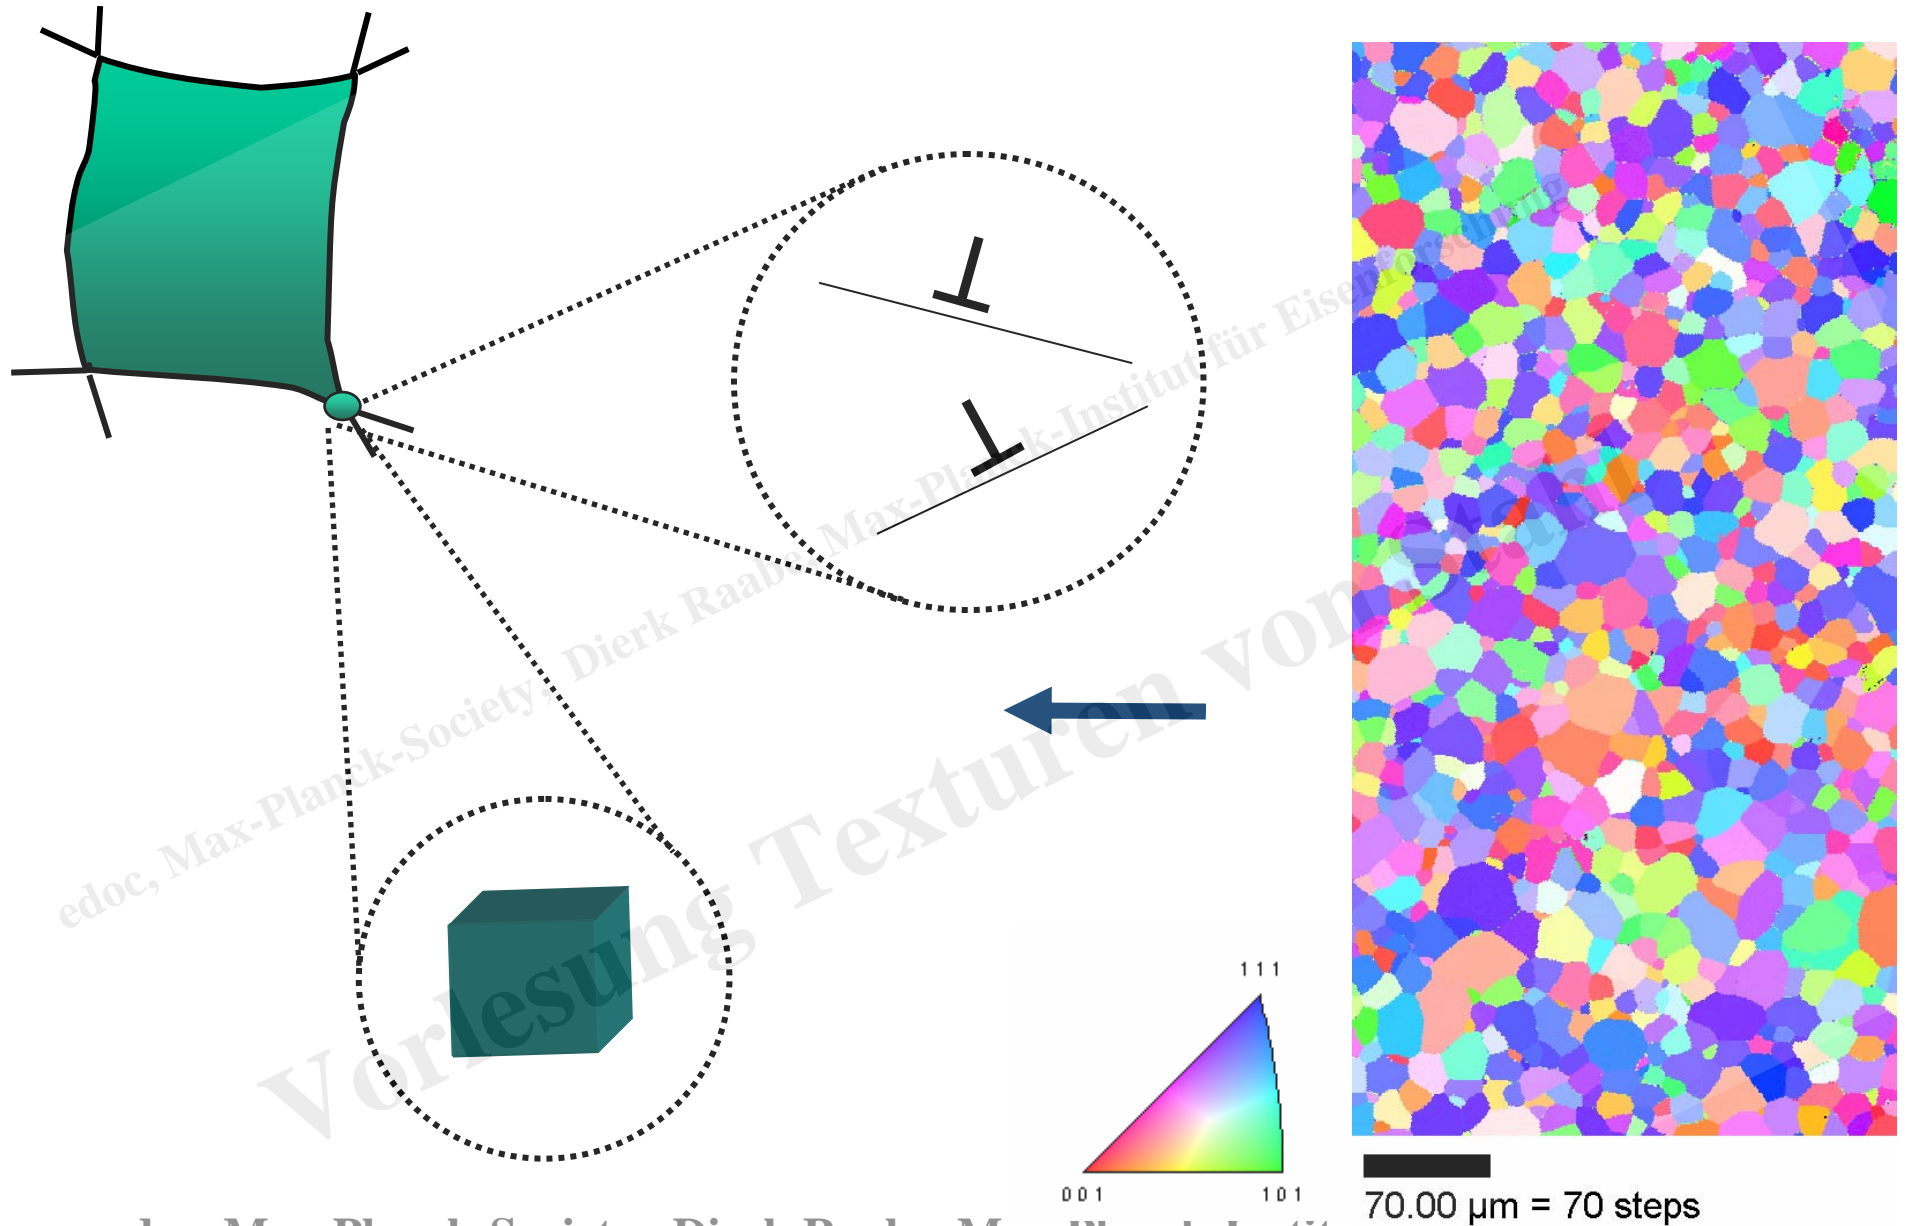 edoc, Max-Planck-Society, Dierk Raabe, Max-Planck-Institut für Eisenforschung
Vorlesung Texturen von Stahl
111
001
101
70.00 µm = 70 steps